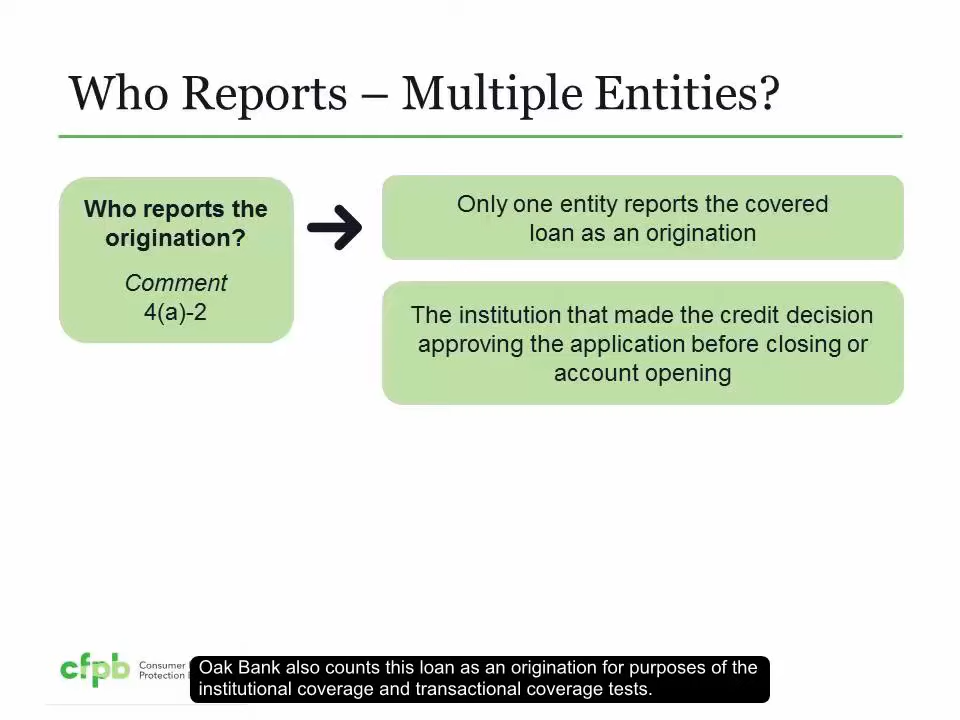 Who Reports – Multiple Entities?
Who reports the
origination?
Comment
4(a)-2
Only one entity reports the covered
loan as an origination
The institution that made the credit decision
approving the application before closing or
account opening
cfpb
Consumer
Protection
Oak Bank also counts this loan as an origination for purposes of the
institutional coverage and transactional coverage tests.